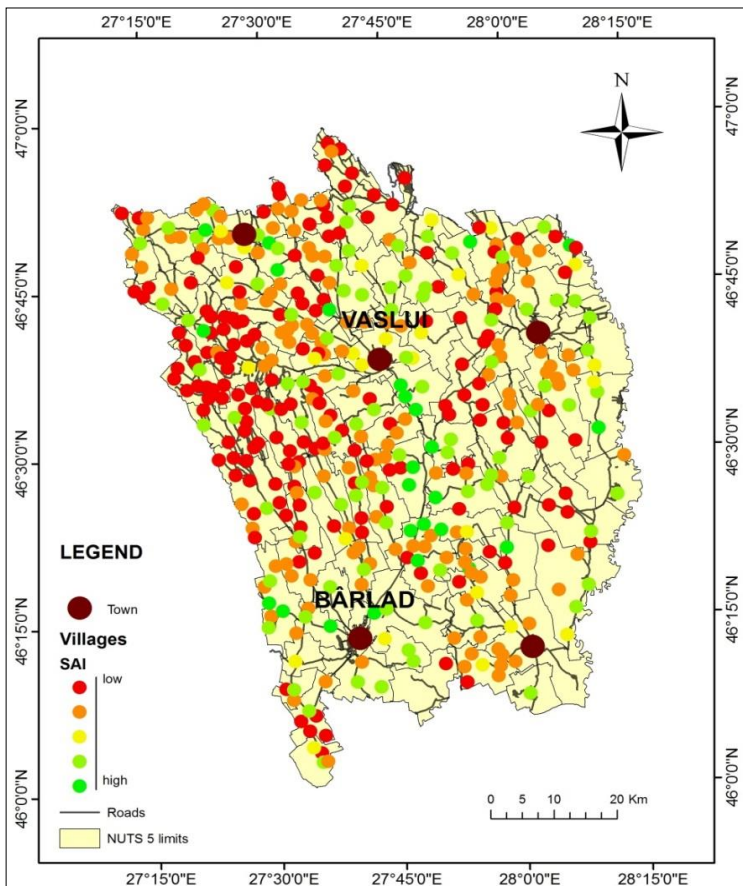 27°15'0"E 27°30'0"E 27°45'0"E 28°0'0"E 28°15'0"E
N
47°0'0"N 47°0'0"N
46°45'0"N 46°45'0"N
VASLUI
46°30'0"N 46°30'0"N
LEGEND
Town
BÂRLAD
Villages
SAI
46°15'0"N 46°15'0"N
low
high
Roads
NUTS 5 limits
0 5 10 20 Km
46°0'0"N 46°0'0"N
27°15'0"E 27°30'0"E 27°45'0"E 28°0'0"E 28°15'0"E